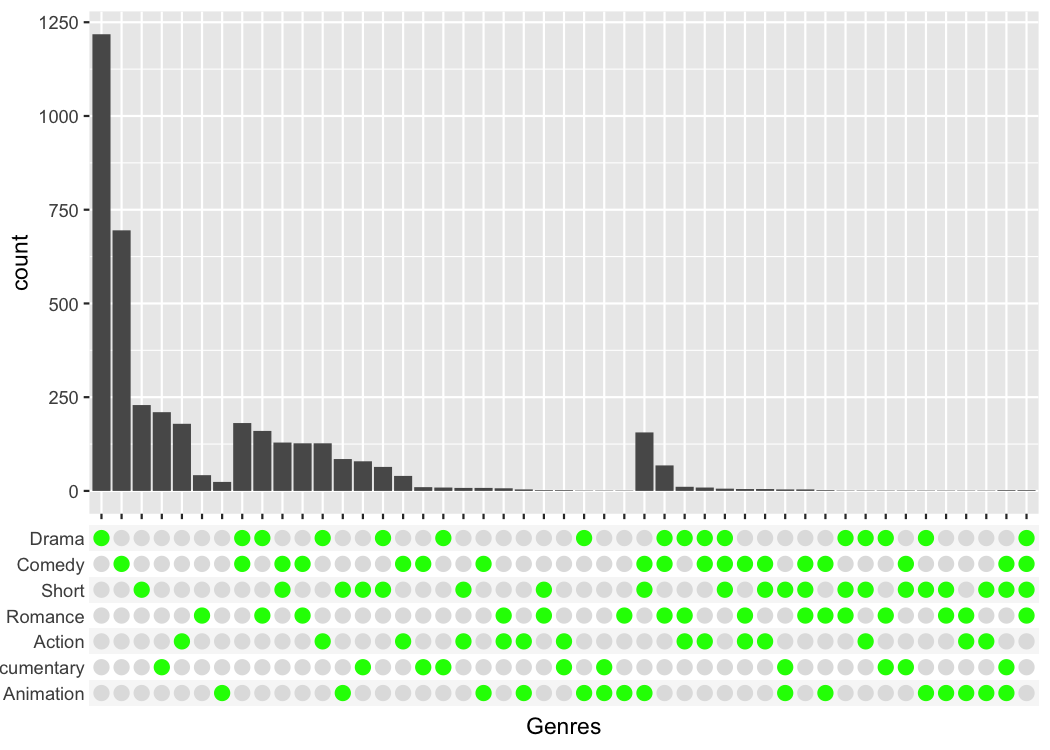 1250
1000
750
500
250
0
count
Drama
Comedy
Short
Romance
Action
cumentary
Animation
Genres